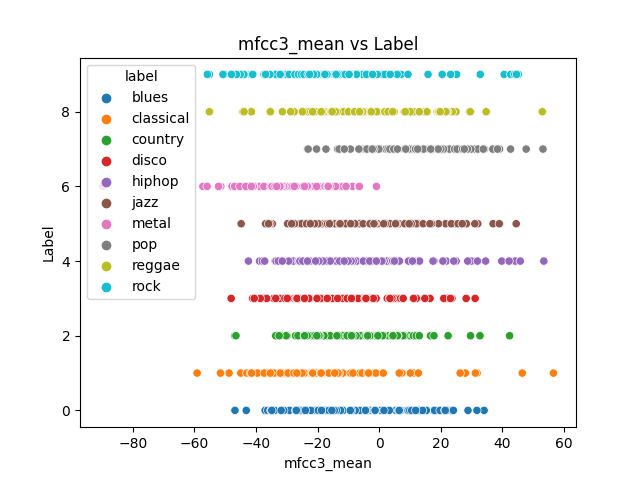 mfcc3_mean vs Label
label
blues
classical
country
disco
hiphop
jazz
metal
pop
reggae
rock
8
6
4
2
0
Label
−80
−60
−40
−20
0
20
40
60
mfcc3_mean